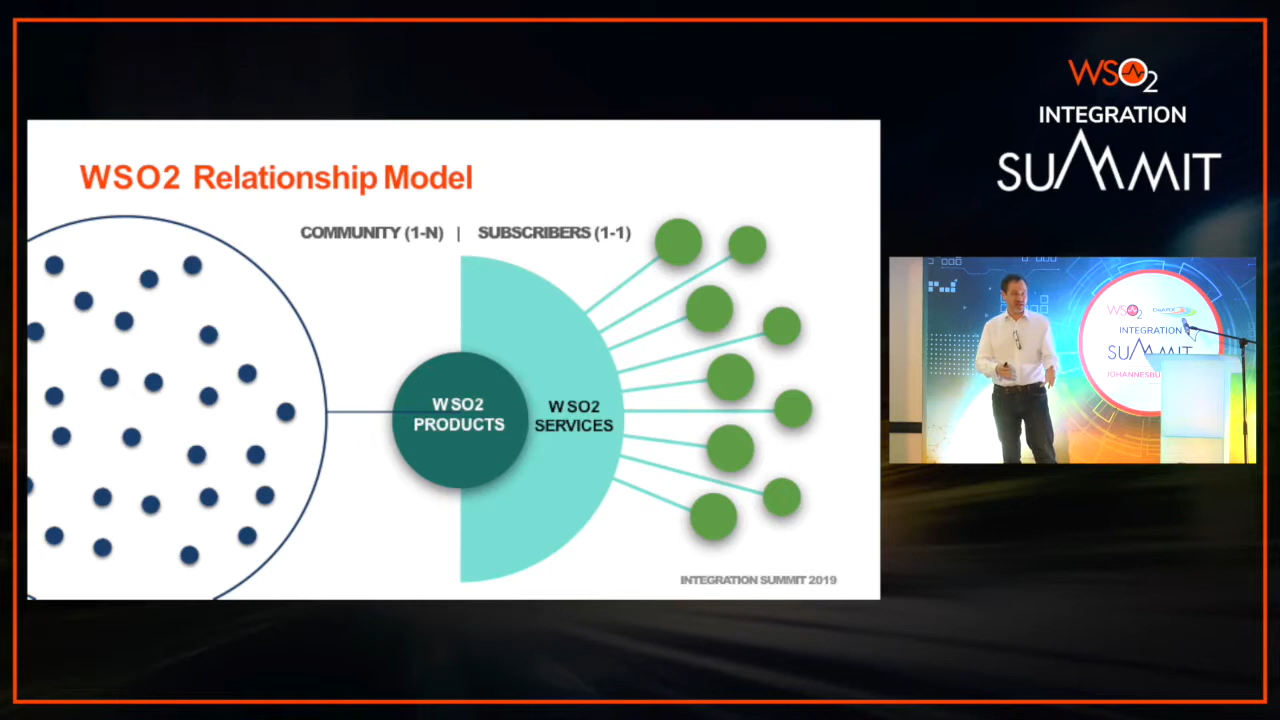 WSO2
INTEGRATION
SUMMIT
WSO2 Relationship Model
COMMUNITY (1-N) | SUBSCRIBERS (1-1)
WSO2
PRODUCTS
WSO2
SERVICES
INTEGRATION SUMMIT 2019
WSO2
INTEGRATION
SUMMIT